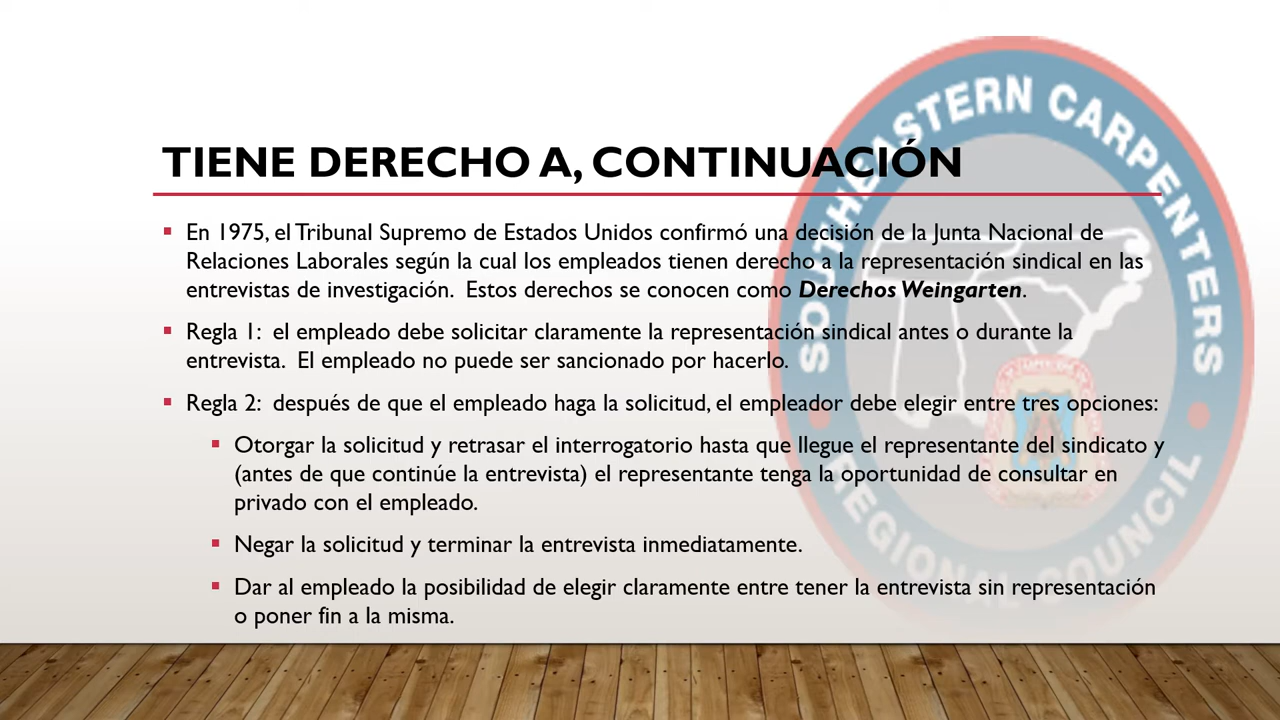 TIENE DERECHO A, CONTINUACIÓN
En 1975, el Tribunal Supremo de Estados Unidos confirmó una decisión de la Junta Nacional de
Relaciones Laborales según la cual los empleados tienen derecho a la representación sindical en las
entrevistas de investigación.  Estos derechos se conocen como Derechos Weingarten.
Regla 1:  el empleado debe solicitar claramente la representación sindical antes o durante la
entrevista.  El empleado no puede ser sancionado por hacerlo.
Regla 2:  después de que el empleado haga la solicitud, el empleador debe elegir entre tres opciones:
Otorgar la solicitud y retrasar el interrogatorio hasta que llegue el representante del sindicato y
(antes de que continúe la entrevista) el representante tenga la oportunidad de consultar en
privado con el empleado.
Negar la solicitud y terminar la entrevista inmediatamente.
Dar al empleado la posibilidad de elegir claramente entre tener la entrevista sin representación
o poner fin a la misma.
SOUTHEASTERN CARPENTERS
REGIONAL COUNCIL